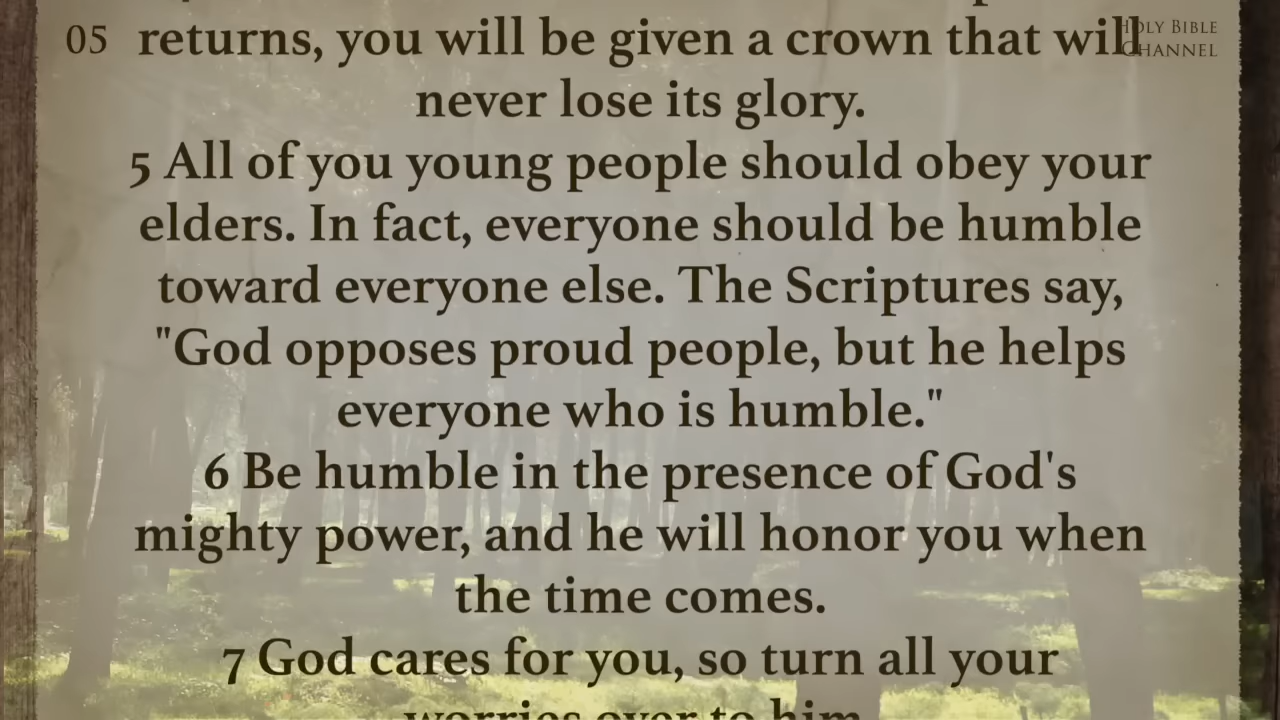 05 returns, you will be given a crown that will
HOLY BIBLE
CHANNEL
never lose its glory.
5 All of you young people should obey your
elders. In fact, everyone should be humble
toward everyone else. The Scriptures say,
"God opposes proud people, but he helps
everyone who is humble."
6 Be humble in the presence of God's
mighty power, and he will honor you when
the time comes.
7 God cares for you, so turn all your
worries over to him.